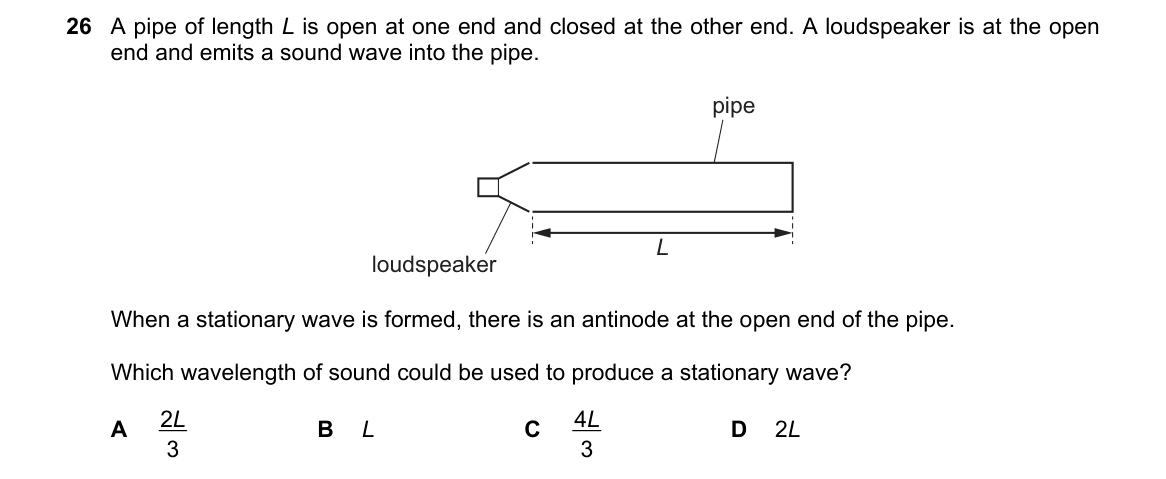 26 A pipe of length L is open at one end and closed at the other end. A loudspeaker is at the open
end and emits a sound wave into the pipe.
pipe
L
loudspeaker
When a stationary wave is formed, there is an antinode at the open end of the pipe.
Which wavelength of sound could be used to produce a stationary wave?
A 2L/3 B L C 4L/3 D 2L